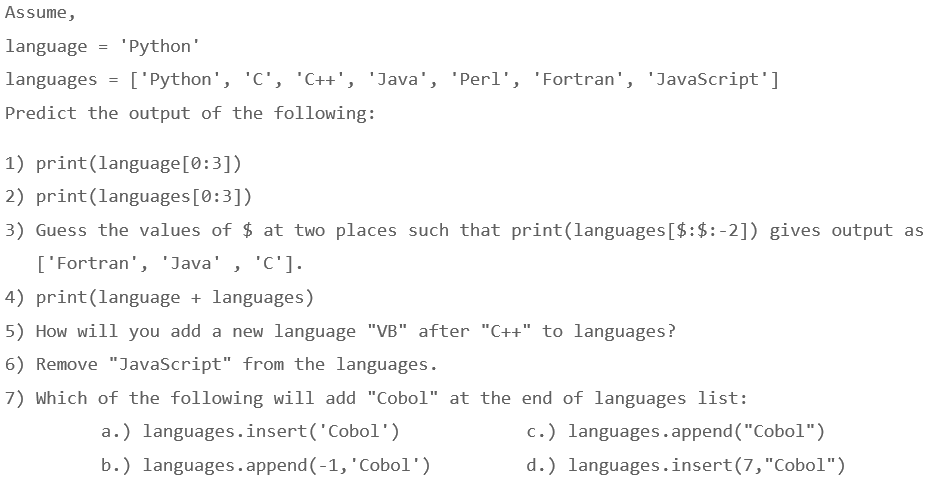 Assume,
language = 'Python'
languages = ['Python', 'C', 'C++', 'Java', 'Perl', 'Fortran', 'JavaScript']
Predict the output of the following:
1) print(language[0:3])
2) print(languages[0:3])
3) Guess the values of $ at two places such that print(languages[$:$:-2]) gives output as
['Fortran', 'Java' , 'C'].
4) print(language + languages)
5) How will you add a new language "VB" after "C++" to languages?
6) Remove "JavaScript" from the languages.
7) Which of the following will add "Cobol" at the end of languages list:
a.) languages.insert('Cobol') c.) languages.append("Cobol")
b.) languages.append(-1,'Cobol') d.) languages.insert(7,"Cobol")